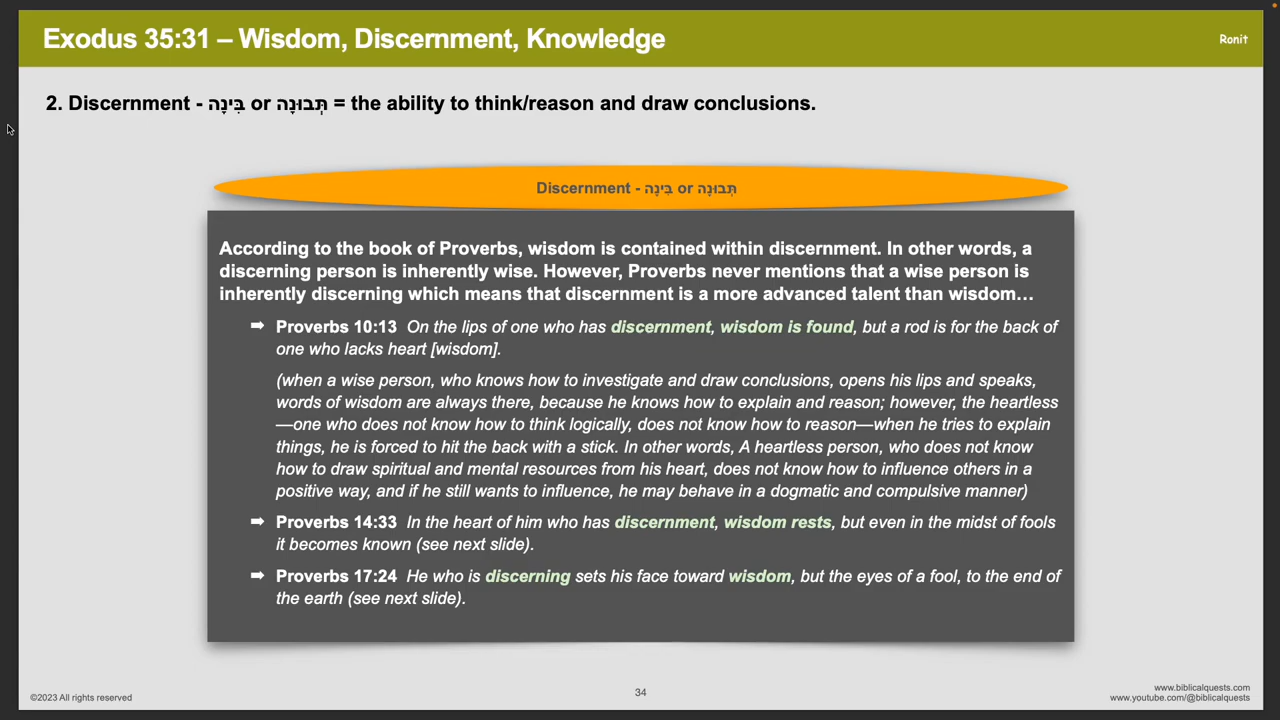 Exodus 35:31 – Wisdom, Discernment, Knowledge
Ronit
2. Discernment - בִּינָה or תְּבוּנָה = the ability to think/reason and draw conclusions.
Discernment - בִּינָה or תְּבוּנָה
According to the book of Proverbs, wisdom is contained within discernment. In other words, a
discerning person is inherently wise. However, Proverbs never mentions that a wise person is
inherently discerning which means that discernment is a more advanced talent than wisdom…
➡ Proverbs 10:13 On the lips of one who has discernment, wisdom is found, but a rod is for the back of
one who lacks heart [wisdom].
(when a wise person, who knows how to investigate and draw conclusions, opens his lips and speaks,
words of wisdom are always there, because he knows how to explain and reason; however, the heartless
—one who does not know how to think logically, does not know how to reason—when he tries to explain
things, he is forced to hit the back with a stick. In other words, A heartless person, who does not know
how to draw spiritual and mental resources from his heart, does not know how to influence others in a
positive way, and if he still wants to influence, he may behave in a dogmatic and compulsive manner)
➡ Proverbs 14:33 In the heart of him who has discernment, wisdom rests, but even in the midst of fools
it becomes known (see next slide).
➡ Proverbs 17:24 He who is discerning sets his face toward wisdom, but the eyes of a fool, to the end of
the earth (see next slide).
©2023 All rights reserved
34
www.biblicalquests.com
www.youtube.com/@biblicalquests